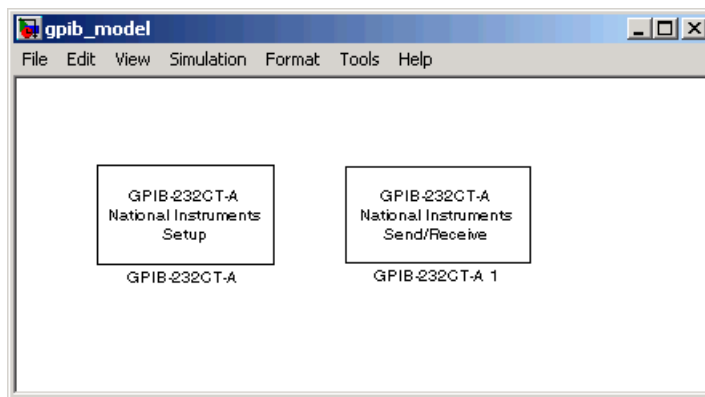 gpib_model
File Edit View Simulation Format Tools Help
GPIB-232CT-A
National Instruments
Setup
GPIB-232CT-A
GPIB-232CT-A
National Instruments
Send/Receive
GPIB-232CT-A 1